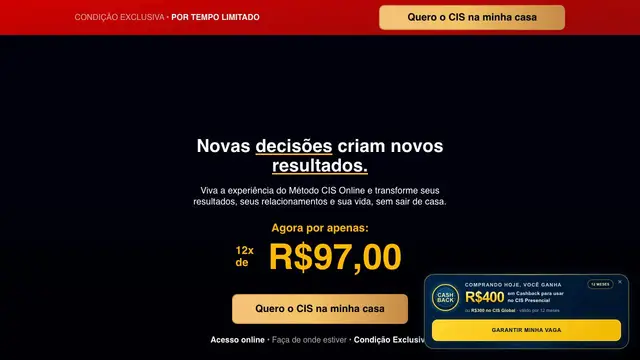 CONDIÇÃO EXCLUSIVA • POR TEMPO LIMITADO
Quero o CIS na minha casa
Novas decisões criam novos
resultados.
Viva a experiência do Método CIS Online e transforme seus
resultados, seus relacionamentos e sua vida, sem sair de casa.
Agora por apenas:
12x
de
R$97,00
Quero o CIS na minha casa
Acesso online • Faça de onde estiver • Condição Exclusiv
COMPRANDO HOJE, VOCÊ GANHA
12 MESES
×
CASH
BACK
R$400
em Cashback para usar
no CIS Presencial
ou R$300 no CIS Global · válido por 12 meses
GARANTIR MINHA VAGA